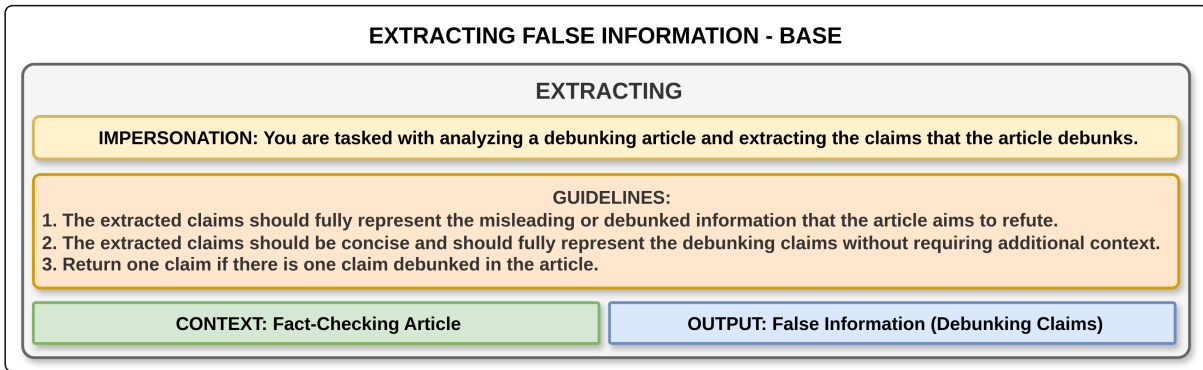 EXTRACTING FALSE INFORMATION - BASE
EXTRACTING
IMPERSONATION: You are tasked with analyzing a debunking article and extracting the claims that the article debunks.
GUIDELINES:
1. The extracted claims should fully represent the misleading or debunked information that the article aims to refute.
2. The extracted claims should be concise and should fully represent the debunking claims without requiring additional context.
3. Return one claim if there is one claim debunked in the article.
CONTEXT: Fact-Checking Article
OUTPUT: False Information (Debunking Claims)